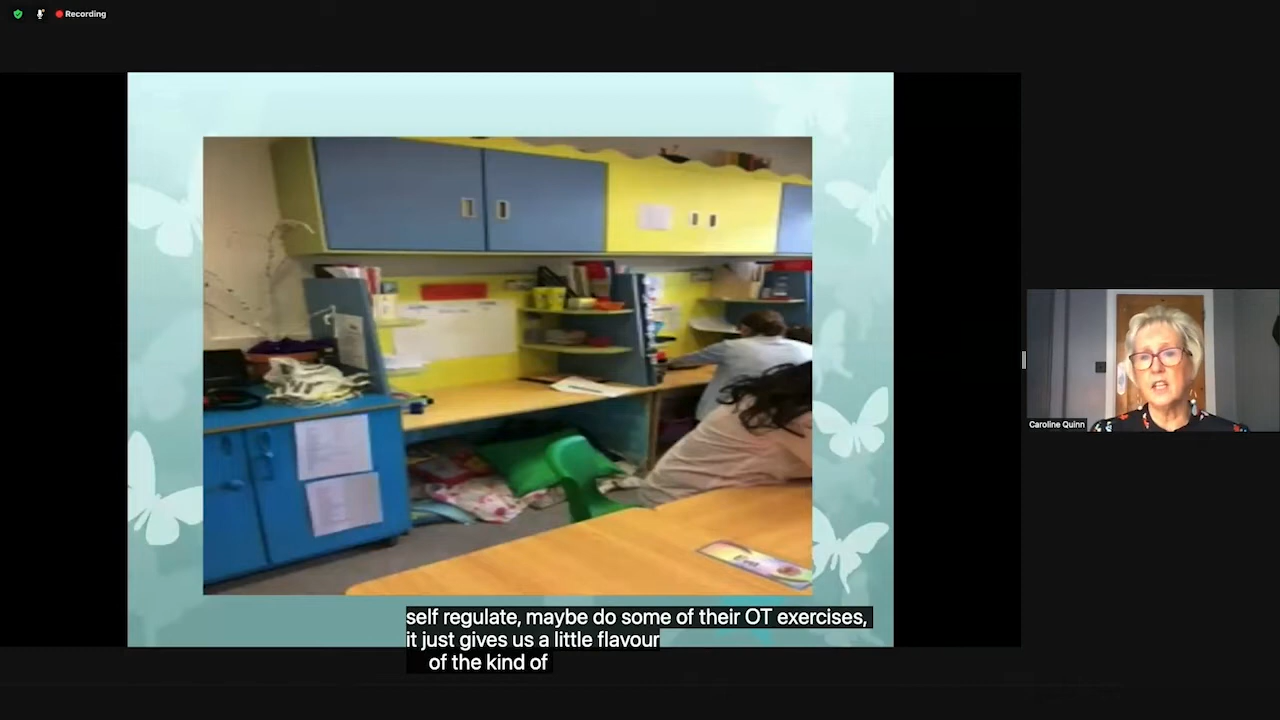 Recording
Caroline Quinn
self regulate, maybe do some of their OT exercises,
it just gives us a little flavour
of the kind of